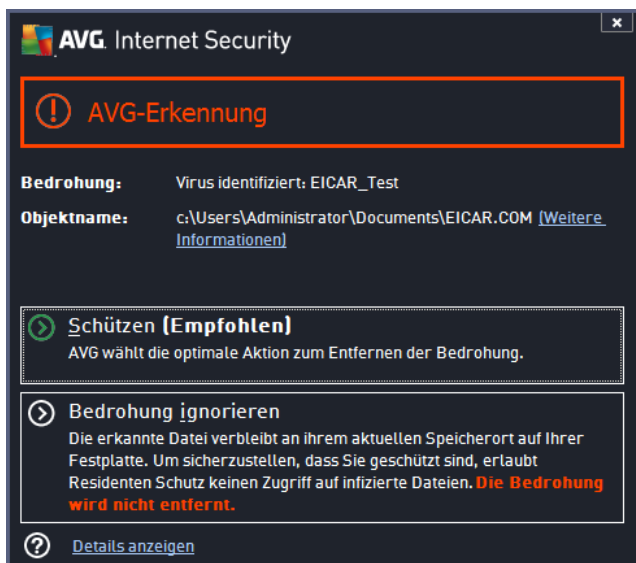 AVG. Internet Security
AVG-Erkennung
Bedrohung: Virus identifiziert: EICAR_Test
Objektname: c:\Users\Administrator\Documents\EICAR.COM (Weitere
Informationen)
Schützen (Empfohlen)
AVG wählt die optimale Aktion zum Entfernen der Bedrohung.
Bedrohung ignorieren
Die erkannte Datei verbleibt an ihrem aktuellen Speicherort auf Ihrer
Festplatte. Um sicherzustellen, dass Sie geschützt sind, erlaubt
Residenten Schutz keinen Zugriff auf infizierte Dateien. Die Bedrohung
wird nicht entfernt.
Details anzeigen